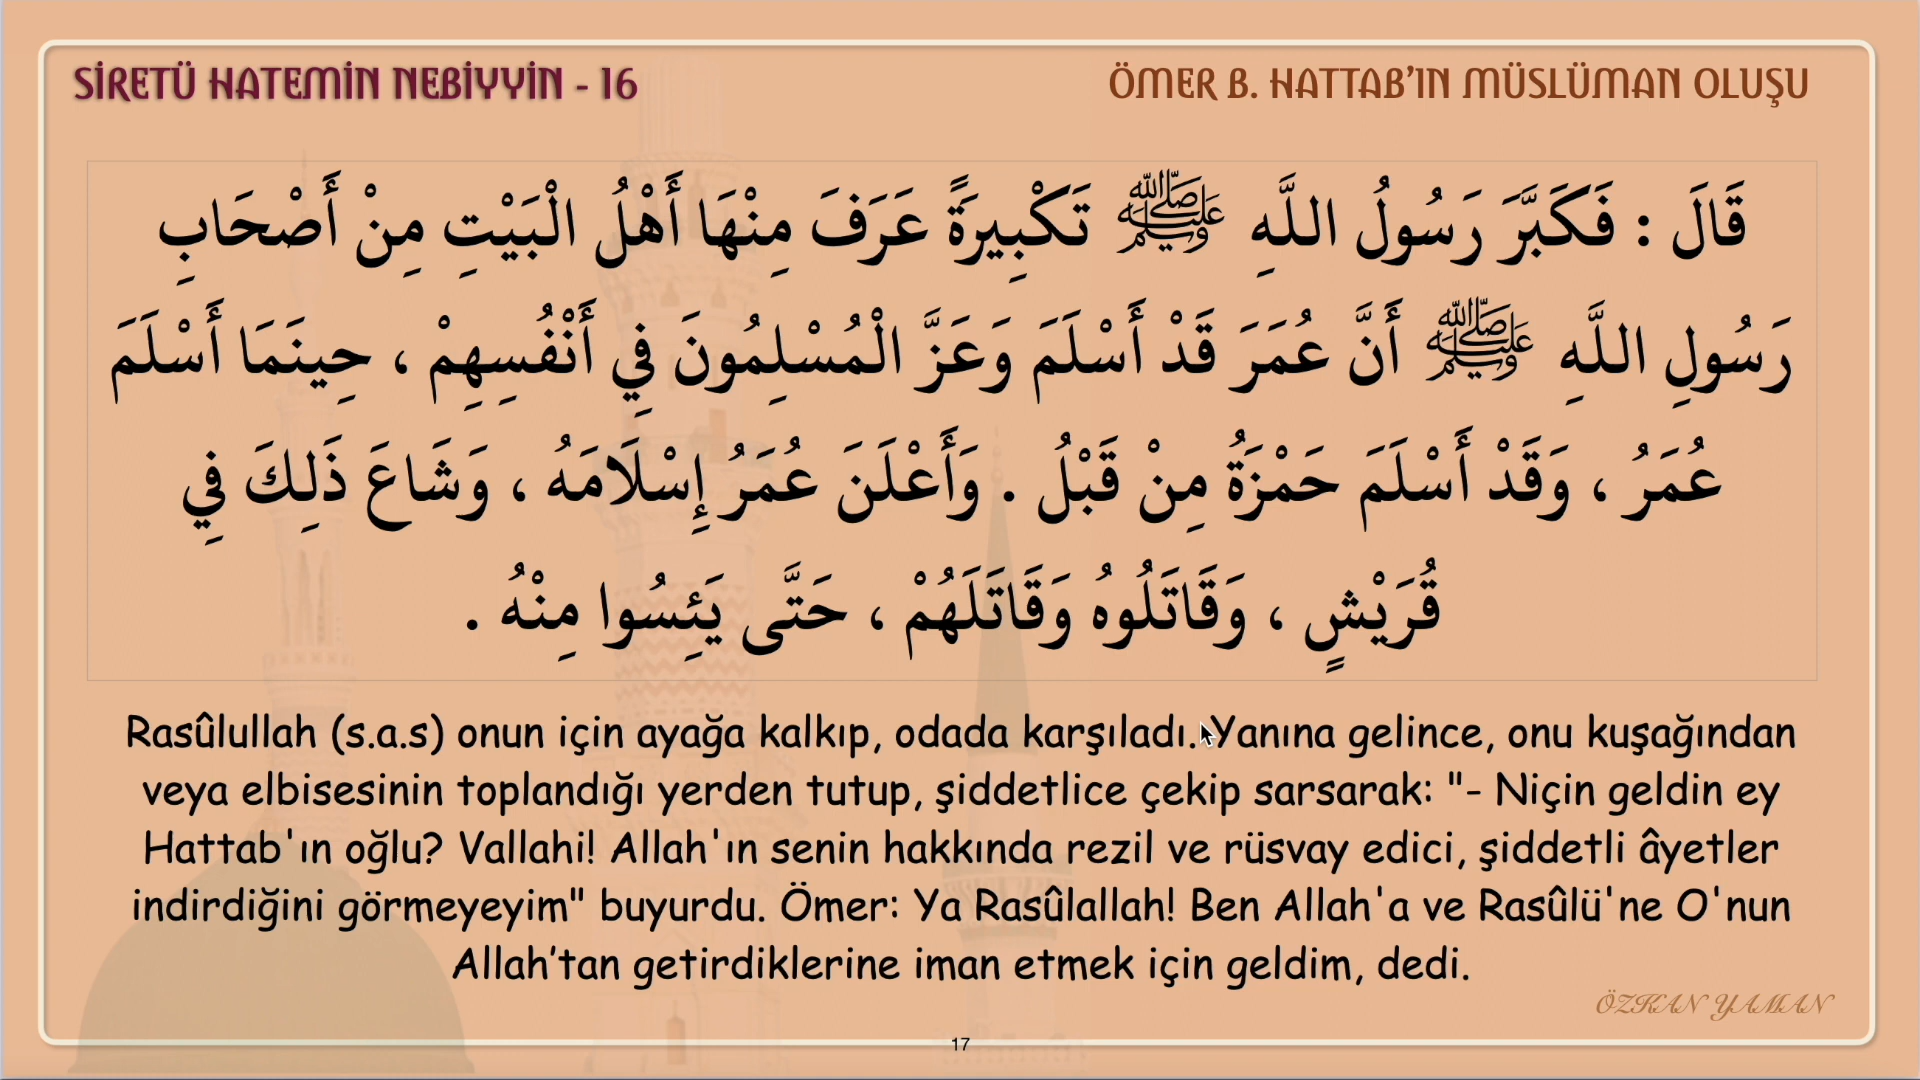 SİRETÜ HATEMİN NEBİYYİN - 16
ÖMER B. HATTAB’IN MÜSLÜMAN OLUŞU
قَالَ : فَكَبَّرَ رَسُولُ اللَّهِ ﷺ تَكْبِيرَةً عَرَفَ مِنْهَا أَهْلُ الْبَيْتِ مِنْ أَصْحَابِ
رَسُولِ اللَّهِ ﷺ أَنَّ عُمَرَ قَدْ أَسْلَمَ وَعَزَّ الْمُسْلِمُونَ فِي أَنْفُسِهِمْ ، حِينَمَا أَسْلَمَ
عُمَرُ ، وَقَدْ أَسْلَمَ حَمْزَةُ مِنْ قَبْلُ . وَأَعْلَنَ عُمَرُ إِسْلَامَهُ ، وَشَاعَ ذَلِكَ فِي
قُرَيْشٍ ، وَقَاتَلُوهُ وَقَاتَلَهُمْ ، حَتَّى يَئِسُوا مِنْهُ .
Rasûlullah (s.a.s) onun için ayağa kalkıp, odada karşıladı. Yanına gelince, onu kuşağından
veya elbisesinin toplandığı yerden tutup, şiddetlice çekip sarsarak: "- Niçin geldin ey
Hattab'ın oğlu? Vallahi! Allah'ın senin hakkında rezil ve rüsvay edici, şiddetli âyetler
indirdiğini görmeyeyim" buyurdu. Ömer: Ya Rasûlallah! Ben Allah'a ve Rasûlü'ne O'nun
Allah’tan getirdiklerine iman etmek için geldim, dedi.
ÖZKAN YAMAN
17